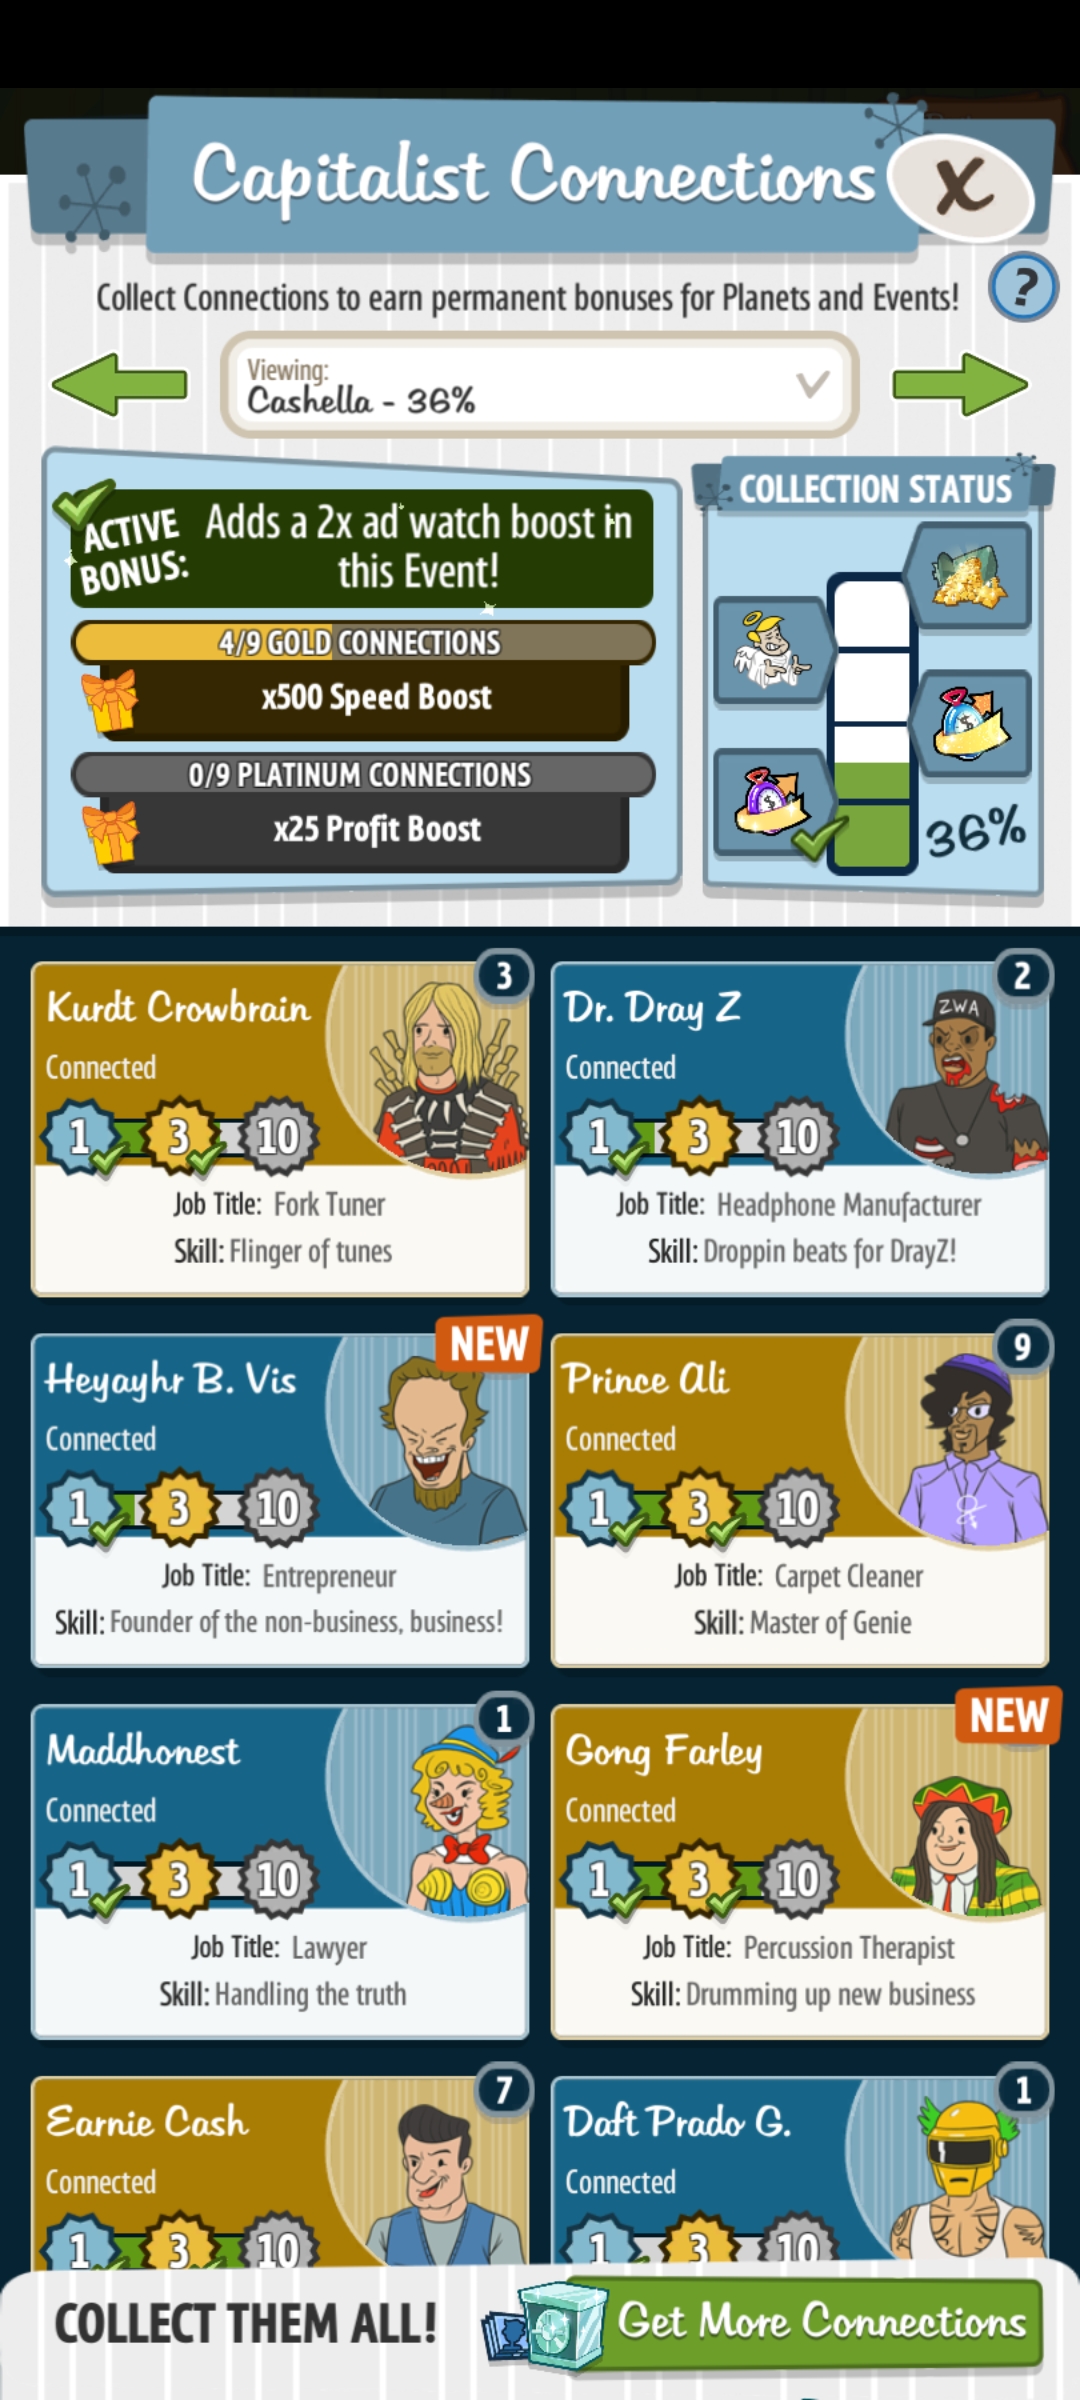 Capitalist Connections
X
Collect Connections to earn permanent bonuses for Planets and Events!
?
Viewing:
Cashella - 36%
ACTIVE BONUS:
Adds a 2x ad watch boost in
this Event!
4/9 GOLD CONNECTIONS
x500 Speed Boost
0/9 PLATINUM CONNECTIONS
x25 Profit Boost
COLLECTION STATUS
36%
Kurdt Crowbrain
3
Connected
1 3 10
Job Title: Fork Tuner
Skill: Flinger of tunes
Dr. Dray Z
2
ZWA
Connected
1 3 10
Job Title: Headphone Manufacturer
Skill: Droppin beats for DrayZ!
Heyayhr B. Vis
NEW
Connected
1 3 10
Job Title: Entrepreneur
Skill: Founder of the non-business, business!
Prince Ali
9
Connected
1 3 10
Job Title: Carpet Cleaner
Skill: Master of Genie
Maddhonest
1
Connected
1 3 10
Job Title: Lawyer
Skill: Handling the truth
Gong Farley
NEW
Connected
1 3 10
Job Title: Percussion Therapist
Skill: Drumming up new business
Earnie Cash
7
Connected
1 3 10
Daft Prado G.
1
Connected
1 3 10
COLLECT THEM ALL!
Get More Connections